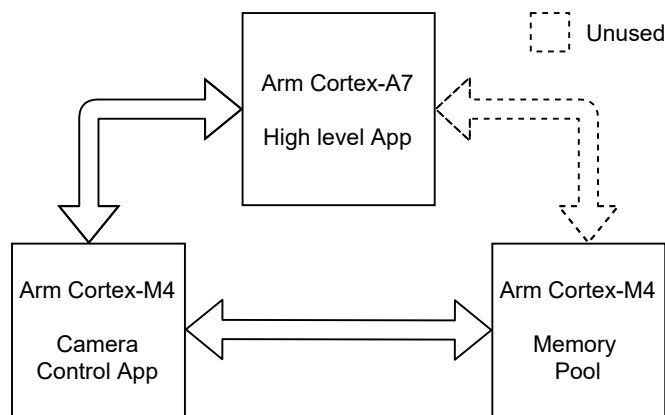 Unused
Arm Cortex-A7
High level App
Arm Cortex-M4
Camera
Control App
Arm Cortex-M4
Memory
Pool